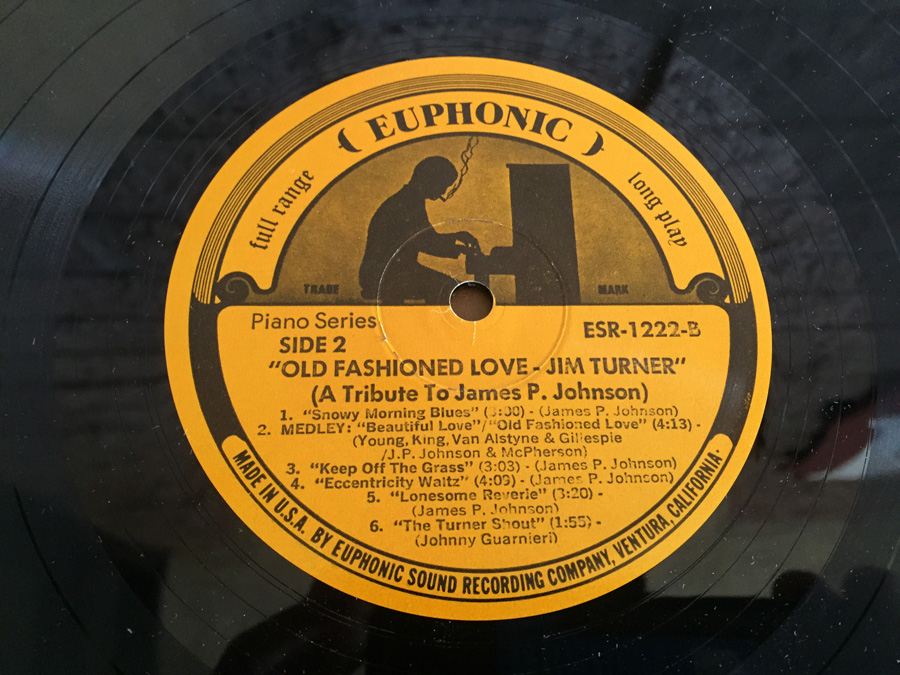 EUPHONIC
full range
long play
TRADE MARK
Piano Series
ESR-1222-B
SIDE 2
"OLD FASHIONED LOVE - JIM TURNER"
(A Tribute To James P. Johnson)
1. "Snowy Morning Blues" (3:00) - (James P. Johnson)
2. MEDLEY: "Beautiful Love"/"Old Fashioned Love" (4:13) -
(Young, King, Van Alstyne & Gillespie
/J.P. Johnson & McPherson)
3. "Keep Off The Grass" (3:03) - (James P. Johnson)
4. "Eccentricity Waltz" (4:09) - (James P. Johnson)
5. "Lonesome Reverie" (3:20) -
(James P. Johnson)
6. "The Turner Shout" (1:55) -
(Johnny Guarnieri)
MADE IN U.S.A. BY EUPHONIC SOUND RECORDING COMPANY, VENTURA, CALIFORNIA.